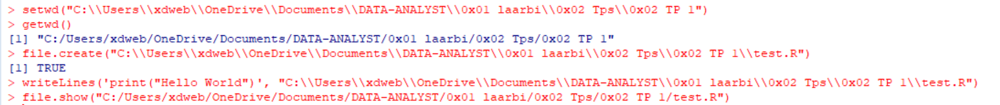 > setwd("C:\\Users\\xdweb\\OneDrive\\Documents\\DATA-ANALYST\\0x01 laarbi\\0x02 Tps\\0x02 TP 1")
> getwd()
[1] "C:/Users/xdweb/OneDrive/Documents/DATA-ANALYST/0x01 laarbi/0x02 Tps/0x02 TP 1"
> file.create("C:\\Users\\xdweb\\OneDrive\\Documents\\DATA-ANALYST\\0x01 laarbi\\0x02 Tps\\0x02 TP 1\\test.R")
[1] TRUE
> writeLines('print("Hello World")', "C:\\Users\\xdweb\\OneDrive\\Documents\\DATA-ANALYST\\0x01 laarbi\\0x02 Tps\\0x02 TP 1\\test.R")
> file.show("C:/Users/xdweb/OneDrive/Documents/DATA-ANALYST/0x01 laarbi/0x02 Tps/0x02 TP 1/test.R")